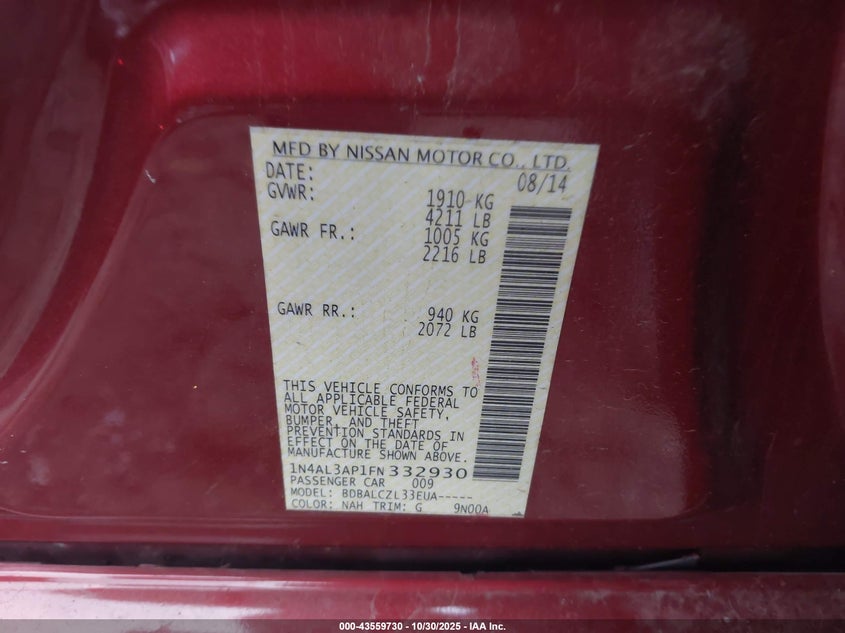 MFD BY NISSAN MOTOR CO., LTD.
DATE: 08/14
GVWR: 1910 KG
4211 LB
GAWR FR.: 1005 KG
2216 LB
GAWR RR.: 940 KG
2072 LB
THIS VEHICLE CONFORMS TO
ALL APPLICABLE FEDERAL
MOTOR VEHICLE SAFETY,
BUMPER, AND THEFT
PREVENTION STANDARDS IN
EFFECT ON THE DATE OF
MANUFACTURE SHOWN ABOVE.
1N4AL3AP1FN332930
PASSENGER CAR 009
MODEL: BDBALCZL33EUA-----
COLOR: NAH TRIM: G 9N00A
000-43559730 - 10/30/2025 - IAA Inc.